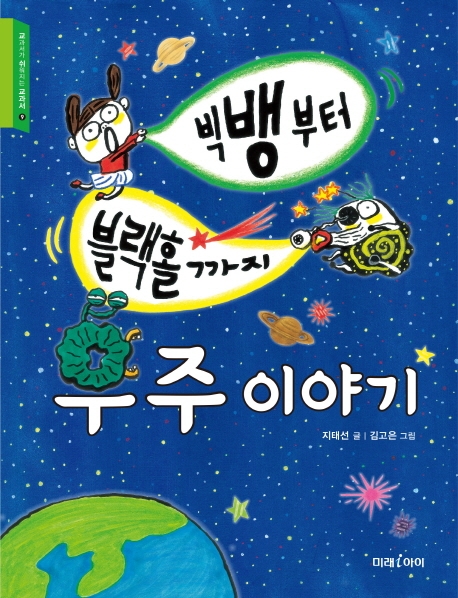 교과서가 쉬워지는 교과서 9
빅뱅부터
블랙홀까지
우주 이야기
지태선 글 | 김고은 그림
미래i아이